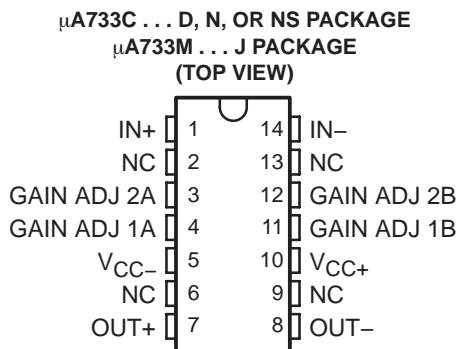 µA733C . . . D, N, OR NS PACKAGE
µA733M . . . J PACKAGE
(TOP VIEW)
IN+ 1 14 IN−
NC 2 13 NC
GAIN ADJ 2A 3 12 GAIN ADJ 2B
GAIN ADJ 1A 4 11 GAIN ADJ 1B
VCC− 5 10 VCC+
NC 6 9 NC
OUT+ 7 8 OUT−